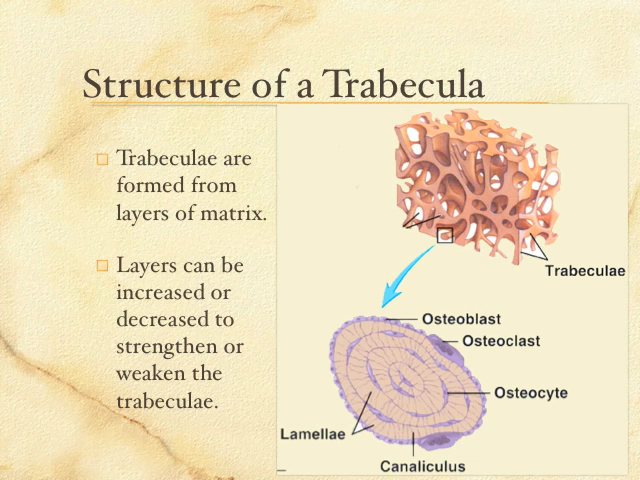 Structure of a Trabecula
Trabeculae are
formed from
layers of matrix.
Layers can be
increased or
decreased to
strengthen or
weaken the
trabeculae.
Trabeculae
Osteoblast
Osteoclast
Osteocyte
Lamellae
Canaliculus